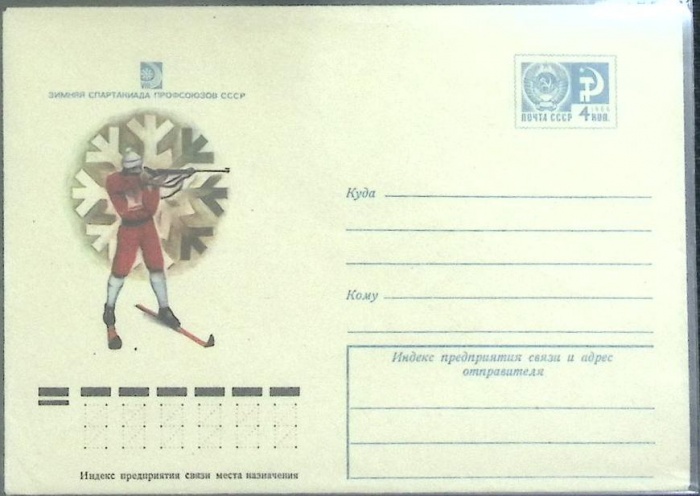 ЗИМНЯЯ СПАРТАКИАДА ПРОФСОЮЗОВ СССР
ПОЧТА СССР 4 КОП.
1966
Куда
Кому
Индекс предприятия связи и адрес
отправителя
Индекс предприятия связи места назначения